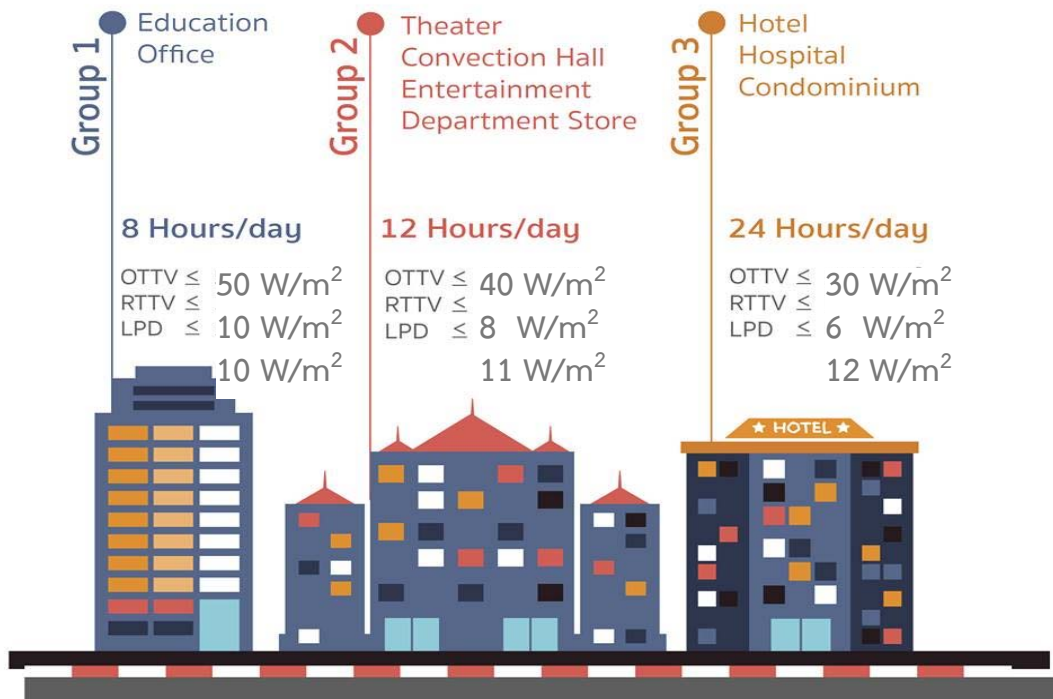 Group 1
Education
Office
8 Hours/day
OTTV ≤ 50 W/m²
RTTV ≤ 10 W/m²
LPD ≤ 10 W/m²
Group 2
Theater
Convection Hall
Entertainment
Department Store
12 Hours/day
OTTV ≤ 40 W/m²
RTTV ≤ 8 W/m²
LPD ≤ 11 W/m²
Group 3
Hotel
Hospital
Condominium
24 Hours/day
OTTV ≤ 30 W/m²
RTTV ≤ 6 W/m²
LPD ≤ 12 W/m²
★ HOTEL ★